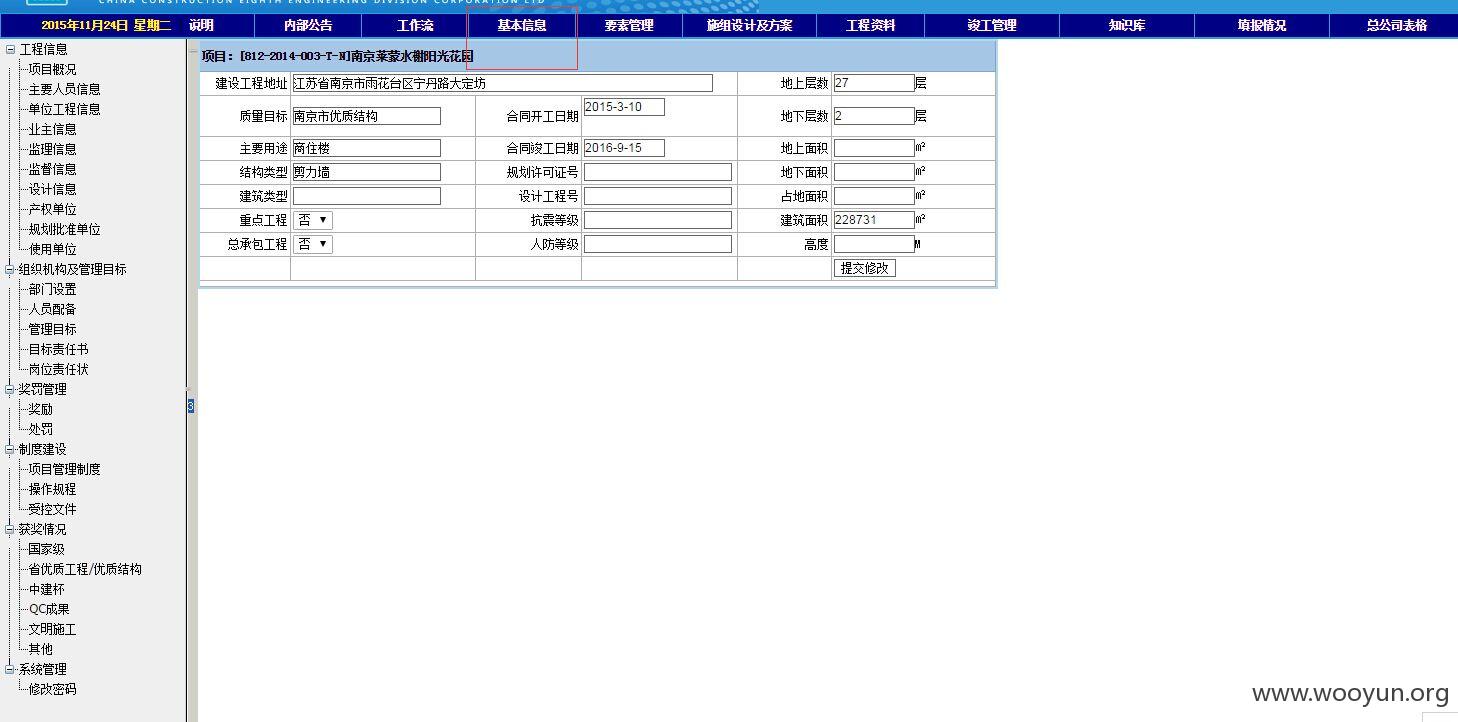 CHINA CONSTRUCTION EIGHTH ENGINEERING DIVISION CORPORATION LTD
2015年11月24日 星期二 说明 内部公告 工作流 基本信息 要素管理 施组设计及方案 工程资料 竣工管理 知识库 填报情况 总公司表格
工程信息
项目概况
主要人员信息
单位工程信息
业主信息
监理信息
监督信息
设计信息
产权单位
规划批准单位
使用单位
组织机构及管理目标
部门设置
人员配备
管理目标
目标责任书
岗位责任状
奖罚管理
奖励
处罚
制度建设
项目管理制度
操作规程
受控文件
获奖情况
国家级
省优质工程/优质结构
中建杯
QC成果
文明施工
其他
系统管理
修改密码
3
项目：[812-2014-003-T-N]南京莱蒙水榭阳光花园
建设工程地址 江苏省南京市雨花台区宁丹路大定坊 地上层数 27 层
质量目标 南京市优质结构 合同开工日期 2015-3-10 地下层数 2 层
主要用途 商住楼 合同竣工日期 2016-9-15 地上面积 m²
结构类型 剪力墙 规划许可证号 地下面积 m²
建筑类型 设计工程号 占地面积 m²
重点工程 否 抗震等级 建筑面积 228731 m²
总承包工程 否 人防等级 高度 M
提交修改
www.wooyun.org